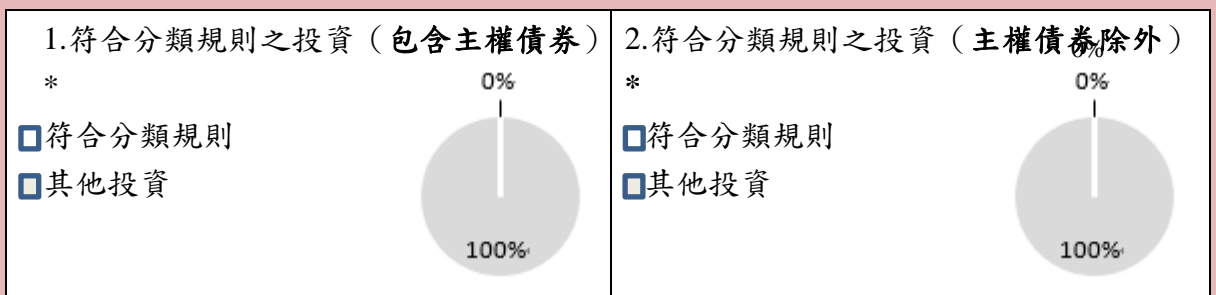 1.符合分類規則之投資（包含主權債券）
*
0%
符合分類規則
其他投資
100%
2.符合分類規則之投資（主權債券除外）
0%
*
0%
符合分類規則
其他投資
100%